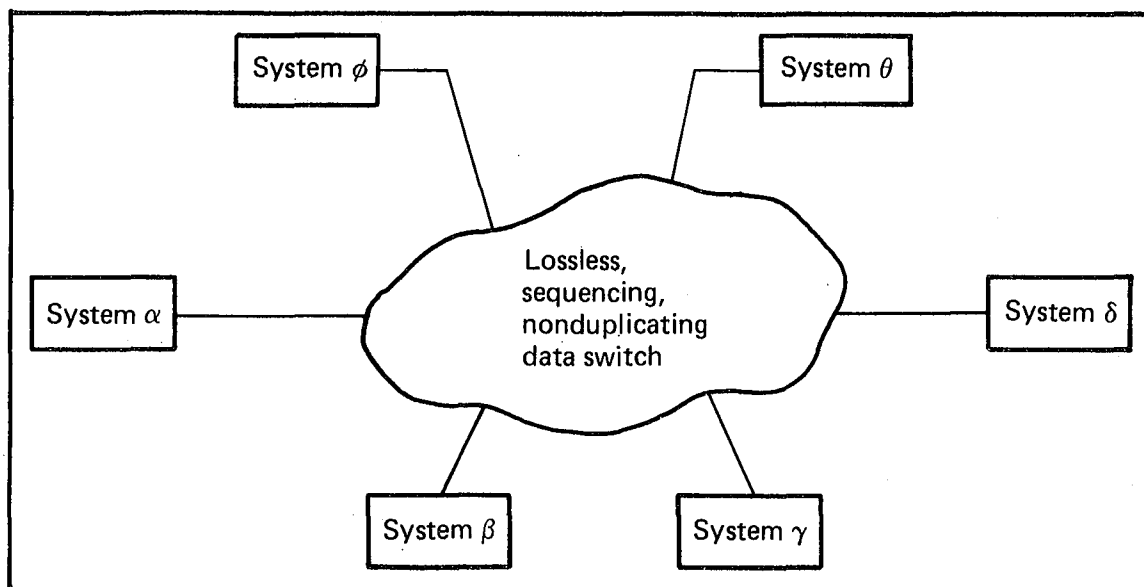 System ϕ
System θ
Lossless,
sequencing,
nonduplicating
data switch
System α
System δ
System β
System γ